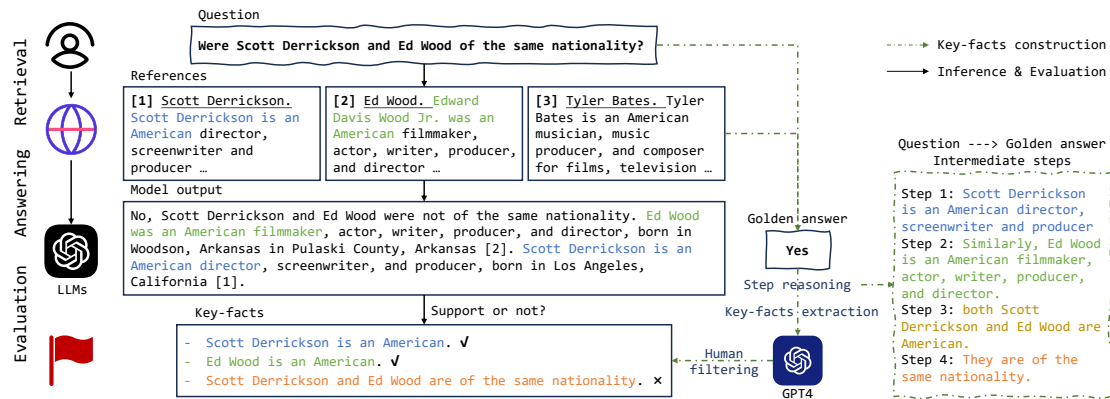 Question
Were Scott Derrickson and Ed Wood of the same nationality?
References
[1] Scott Derrickson.
Scott Derrickson is an
American director,
screenwriter and
producer …
[2] Ed Wood. Edward
Davis Wood Jr. was an
American filmmaker,
actor, writer, producer,
and director …
[3] Tyler Bates. Tyler
Bates is an American
musician, music
producer, and composer
for films, television …
Model output
No, Scott Derrickson and Ed Wood were not of the same nationality. Ed Wood
was an American filmmaker, actor, writer, producer, and director, born in
Woodson, Arkansas in Pulaski County, Arkansas [2]. Scott Derrickson is an
American director, screenwriter, and producer, born in Los Angeles,
California [1].
Key-facts
Support or not?
- Scott Derrickson is an American. ✓
- Ed Wood is an American. ✓
- Scott Derrickson and Ed Wood are of the same nationality. ×
Retrieval
Answering
Evaluation
LLMs
Key-facts construction
Inference & Evaluation
Golden answer
Yes
Step reasoning
Key-facts extraction
Human
filtering
GPT4
Question ---> Golden answer
Intermediate steps
Step 1: Scott Derrickson
is an American director,
screenwriter and producer
Step 2: Similarly, Ed Wood
is an American filmmaker,
actor, writer, producer,
and director.
Step 3: both Scott
Derrickson and Ed Wood are
American.
Step 4: They are of the
same nationality.